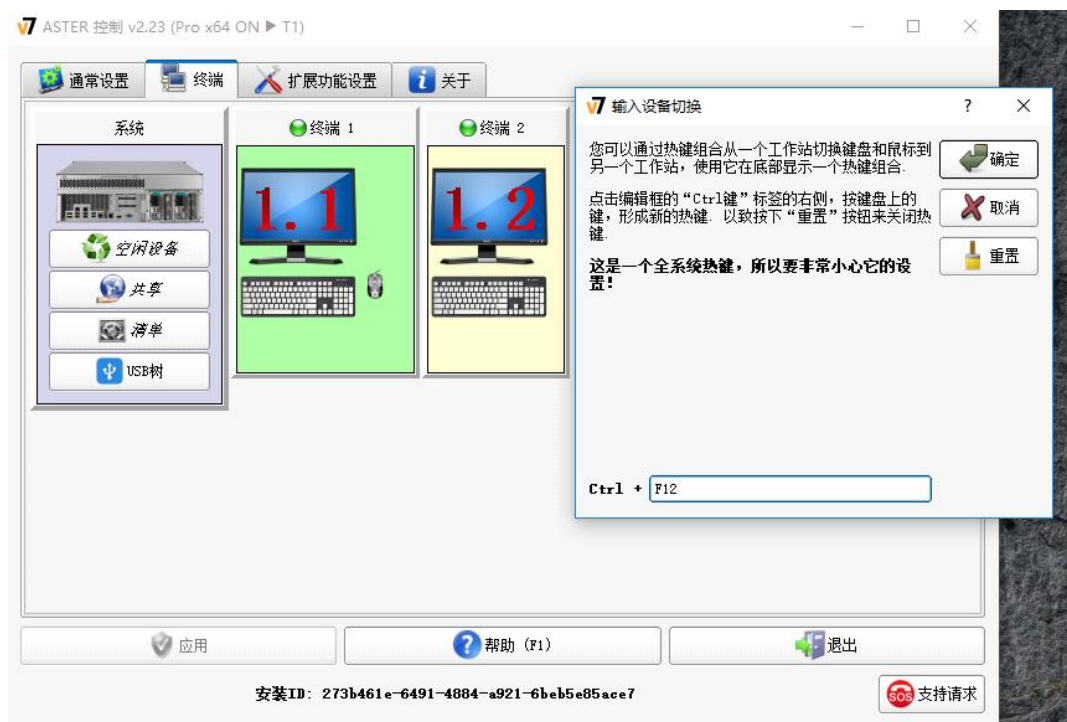 ASTER 控制 v2.23 (Pro x64 ON ▶ T1)
通常设置
终端
扩展功能设置
关于
系统
空闲设备
共享
清单
USB树
终端 1
1.1
终端 2
1.2
输入设备切换
您可以通过热键组合从一个工作站切换键盘和鼠标到
另一个工作站，使用它在底部显示一个热键组合.
点击编辑框的“Ctrl键”标签的右侧，按键盘上的
键，形成新的热键. 以致按下“重置”按钮来关闭热
键.
这是一个全系统热键，所以要非常小心它的设
置!
确定
取消
重置
Ctrl + F12
应用
帮助 (F1)
退出
安装ID: 273b461e-6491-4884-a921-6beb5e85ace7
SOS 支持请求